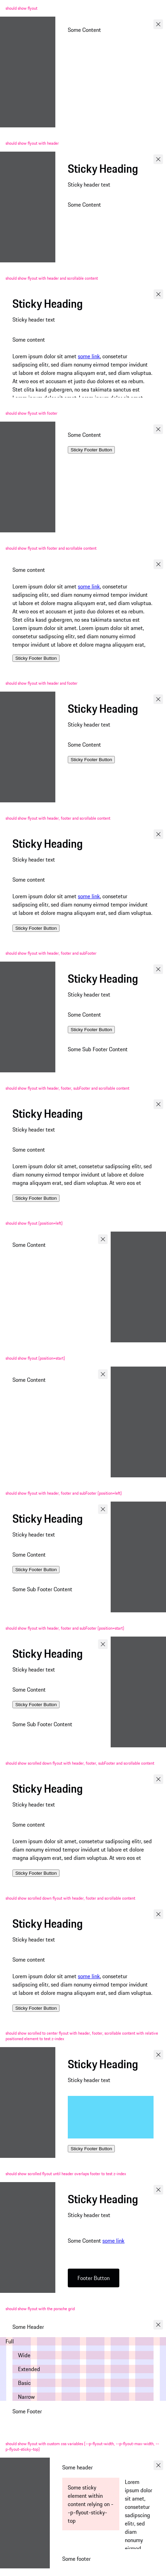 should show flyout
Some Content
should show flyout with header
Sticky Heading
Sticky header text
Some Content
should show flyout with header and scrollable content
Sticky Heading
Sticky header text
Some content
Lorem ipsum dolor sit amet some link, consetetur
sadipscing elitr, sed diam nonumy eirmod tempor invidunt
ut labore et dolore magna aliquyam erat, sed diam voluptua.
At vero eos et accusam et justo duo dolores et ea rebum.
Stet clita kasd gubergren, no sea takimata sanctus est
should show flyout with footer
Some Content
Sticky Footer Button
should show flyout with footer and scrollable content
Some content
Lorem ipsum dolor sit amet some link, consetetur
sadipscing elitr, sed diam nonumy eirmod tempor invidunt
ut labore et dolore magna aliquyam erat, sed diam voluptua.
At vero eos et accusam et justo duo dolores et ea rebum.
Stet clita kasd gubergren, no sea takimata sanctus est
Lorem ipsum dolor sit amet. Lorem ipsum dolor sit amet,
consetetur sadipscing elitr, sed diam nonumy eirmod
tempor invidunt ut labore et dolore magna aliquyam erat,
Sticky Footer Button
should show flyout with header and footer
Sticky Heading
Sticky header text
Some Content
Sticky Footer Button
should show flyout with header, footer and scrollable content
Sticky Heading
Sticky header text
Some content
Lorem ipsum dolor sit amet some link, consetetur
sadipscing elitr, sed diam nonumy eirmod tempor invidunt
ut labore et dolore magna aliquyam erat, sed diam voluptua.
Sticky Footer Button
should show flyout with header, footer and subFooter
Sticky Heading
Sticky header text
Some Content
Sticky Footer Button
Some Sub Footer Content
should show flyout with header, footer, subFooter and scrollable content
Sticky Heading
Sticky header text
Some content
Lorem ipsum dolor sit amet, consetetur sadipscing elitr, sed
diam nonumy eirmod tempor invidunt ut labore et dolore
magna aliquyam erat, sed diam voluptua. At vero eos et
Sticky Footer Button
should show flyout (position=left)
Some Content
should show flyout (position=start)
Some Content
should show flyout with header, footer and subFooter (position=left)
Sticky Heading
Sticky header text
Some Content
Sticky Footer Button
Some Sub Footer Content
should show flyout with header, footer and subFooter (position=start)
Sticky Heading
Sticky header text
Some Content
Sticky Footer Button
Some Sub Footer Content
should show scrolled down flyout with header, footer, subFooter and scrollable content
Sticky Heading
Sticky header text
Some content
Lorem ipsum dolor sit amet, consetetur sadipscing elitr, sed
diam nonumy eirmod tempor invidunt ut labore et dolore
magna aliquyam erat, sed diam voluptua. At vero eos et
Sticky Footer Button
should show scrolled down flyout with header, footer and scrollable content
Sticky Heading
Sticky header text
Some content
Lorem ipsum dolor sit amet some link, consetetur
sadipscing elitr, sed diam nonumy eirmod tempor invidunt
ut labore et dolore magna aliquyam erat, sed diam voluptua.
Sticky Footer Button
should show scrolled to center flyout with header, footer, scrollable content with relative
positioned element to test z-index
Sticky Heading
Sticky header text
Sticky Footer Button
should show scrolled flyout until header overlaps footer to test z-index
Sticky Heading
Sticky header text
Some Content some link
Footer Button
should show flyout with the porsche grid
Some Header
Full
Wide
Extended
Basic
Narrow
Some Footer
should show flyout with custom css variables (--p-flyout-width, --p-flyout-max-width, --
p-flyout-sticky-top)
Some header
Some sticky
element within
content relying on -
-p-flyout-sticky-
top
Lorem
ipsum dolor
sit amet,
consetetur
sadipscing
elitr, sed
diam
nonumy
eirmod
Some footer